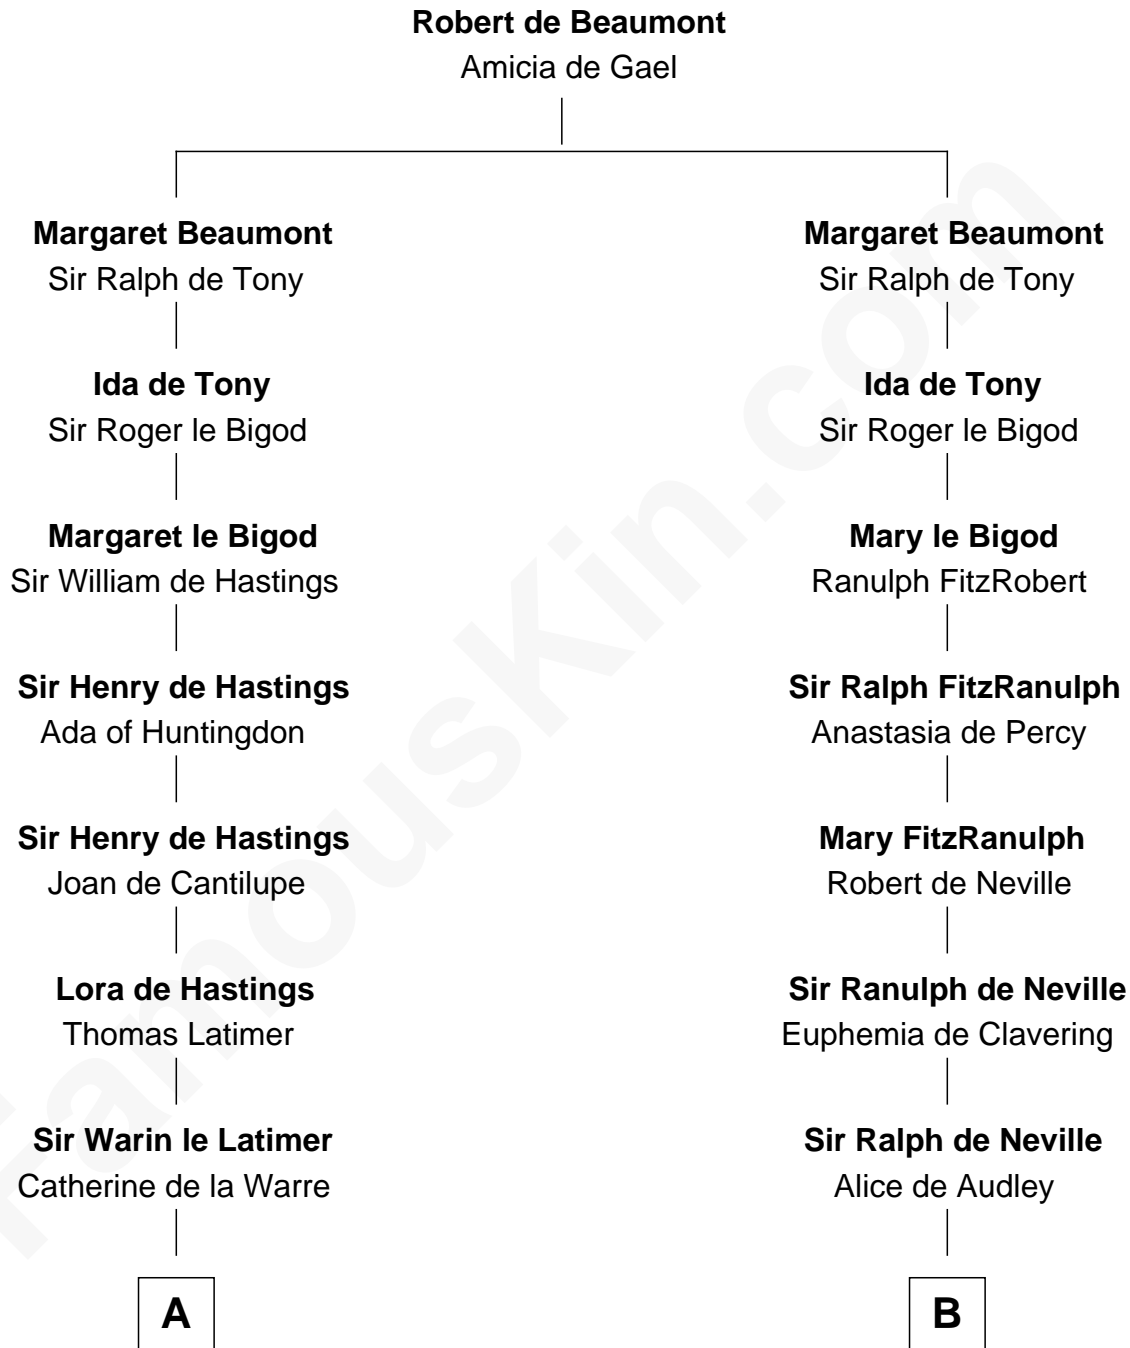 Robert de Beaumont
Amicia de Gael
Margaret Beaumont
Sir Ralph de Tony
Ida de Tony
Sir Roger le Bigod
Margaret le Bigod
Sir William de Hastings
Sir Henry de Hastings
Ada of Huntingdon
Sir Henry de Hastings
Joan de Cantilupe
Lora de Hastings
Thomas Latimer
Sir Warin le Latimer
Catherine de la Warre
A
Margaret Beaumont
Sir Ralph de Tony
Ida de Tony
Sir Roger le Bigod
Mary le Bigod
Ranulph FitzRobert
Sir Ralph FitzRanulph
Anastasia de Percy
Mary FitzRanulph
Robert de Neville
Sir Ranulph de Neville
Euphemia de Clavering
Sir Ralph de Neville
Alice de Audley
B
FamousKin.com